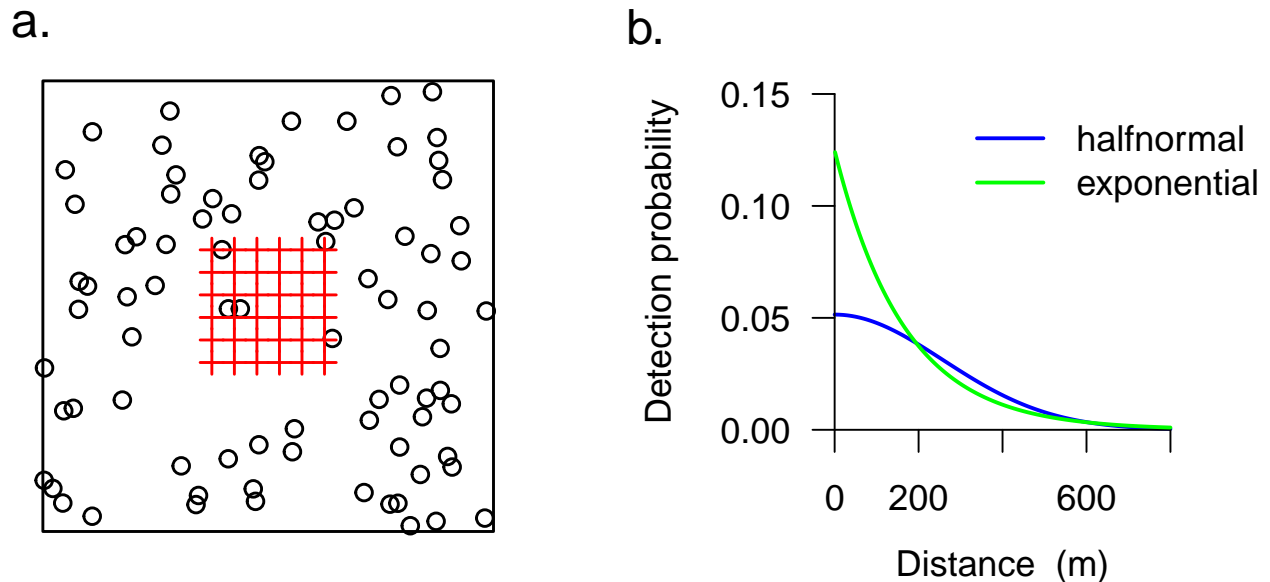 a.
b.
0.15
0.10
0.05
0.00
Detection probability
halfnormal
exponential
0 200 600
Distance (m)